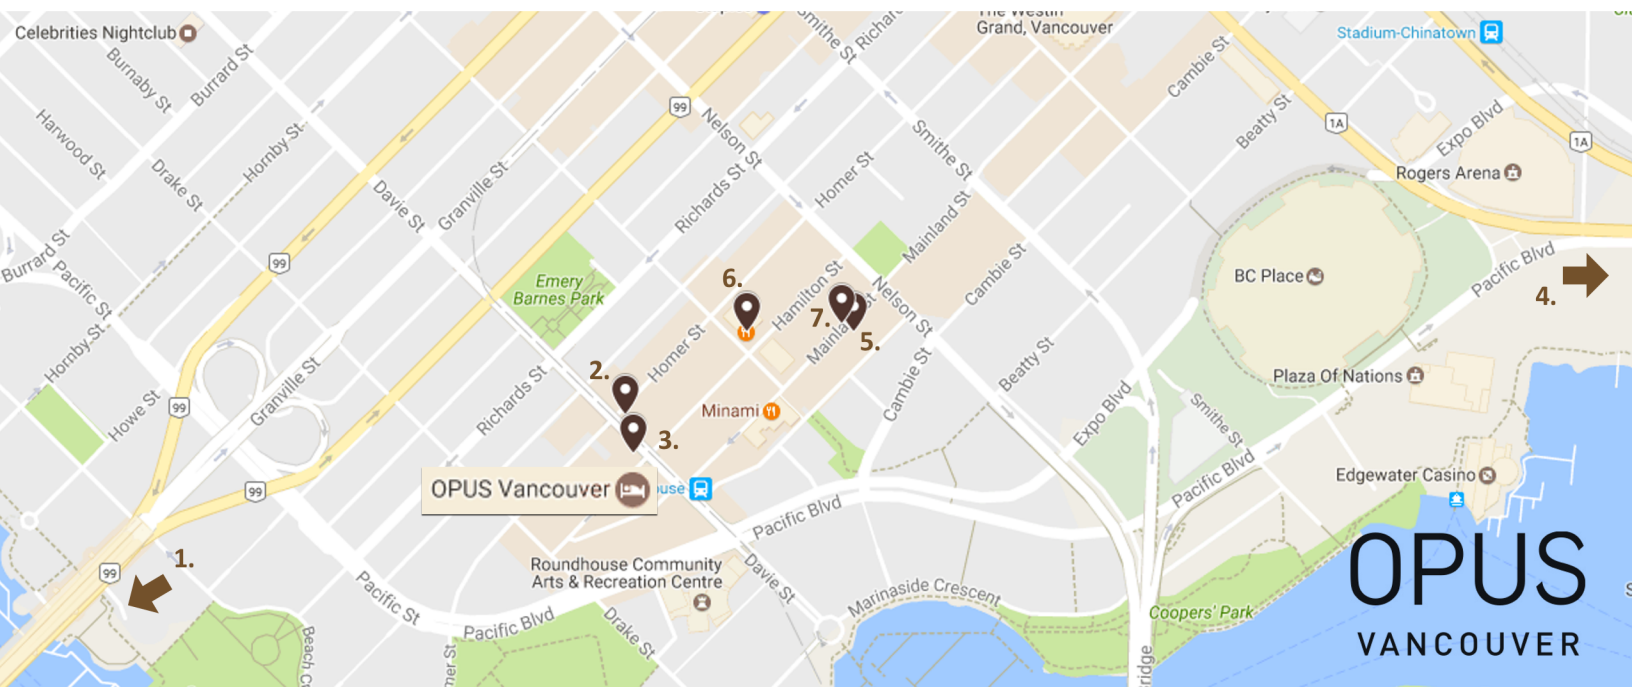 The Westin
Grand, Vancouver
Celebrities Nightclub
Stadium-Chinatown
Smithe St
Cambie St
Burnaby St
Burrard St
99
1A
1A
Harwood St
Hornby St
Nelson St
Smithe St
Beatty St
Expo Blvd
Drake St
Davie St
Granville St
Richards St
Homer St
Mainland St
Rogers Arena
Burrard St
Pacific St
99
Emery
Barnes Park
6.
Hamilton St
Nelson St
Cambie St
BC Place
Pacific Blvd
4.
Hornby St
7.
5.
Howe St
99
Granville St
Richards St
2.
Homer St
3.
Minami
Cambie St
Beatty St
Expo Blvd
Plaza Of Nations
Smithe St
Pacific Blvd
Edgewater Casino
OPUS Vancouver
99
Pacific Blvd
1.
99
Roundhouse Community
Arts & Recreation Centre
Davie St
Marinaside Crescent
Coopers' Park
Pacific St
Pacific Blvd
Drake St
OPUS
VANCOUVER